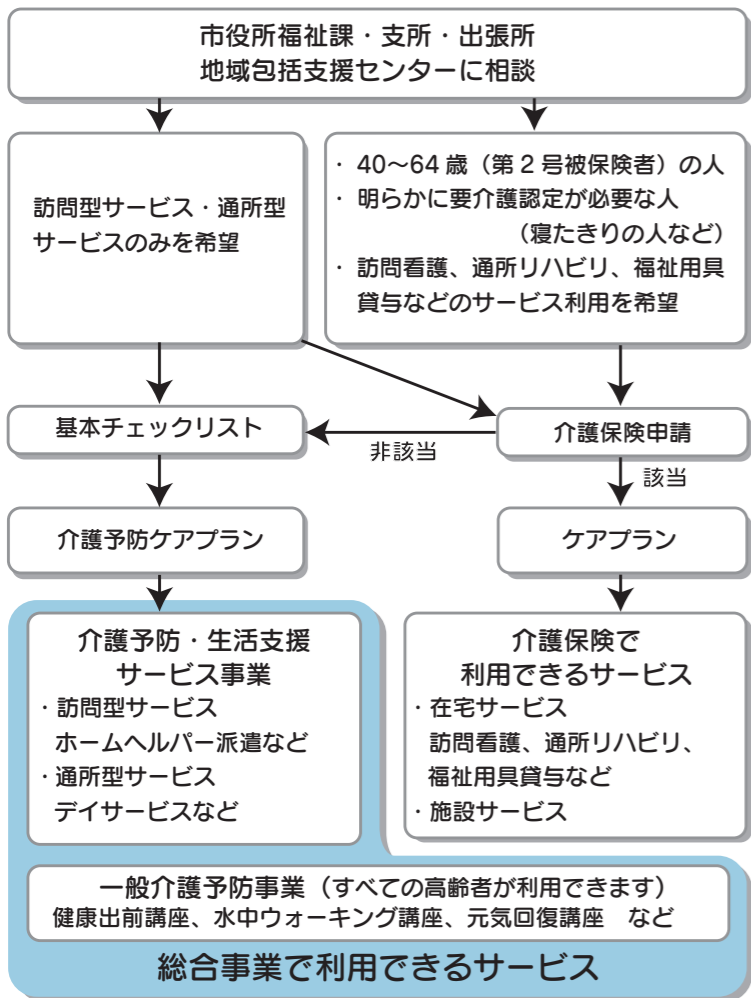 市役所福祉課・支所・出張所
地域包括支援センターに相談
訪問型サービス・通所型
サービスのみを希望
・ 40〜64歳（第2号被保険者）の人
・ 明らかに要介護認定が必要な人
（寝たきりの人など）
・ 訪問看護、通所リハビリ、福祉用具
貸与などのサービス利用を希望
基本チェックリスト
非該当
介護保険申請
該当
介護予防ケアプラン
ケアプラン
介護予防・生活支援
サービス事業
・訪問型サービス
ホームヘルパー派遣など
・通所型サービス
デイサービスなど
介護保険で
利用できるサービス
・在宅サービス
訪問看護、通所リハビリ、
福祉用具貸与など
・施設サービス
一般介護予防事業（すべての高齢者が利用できます）
健康出前講座、水中ウォーキング講座、元気回復講座　など
総合事業で利用できるサービス